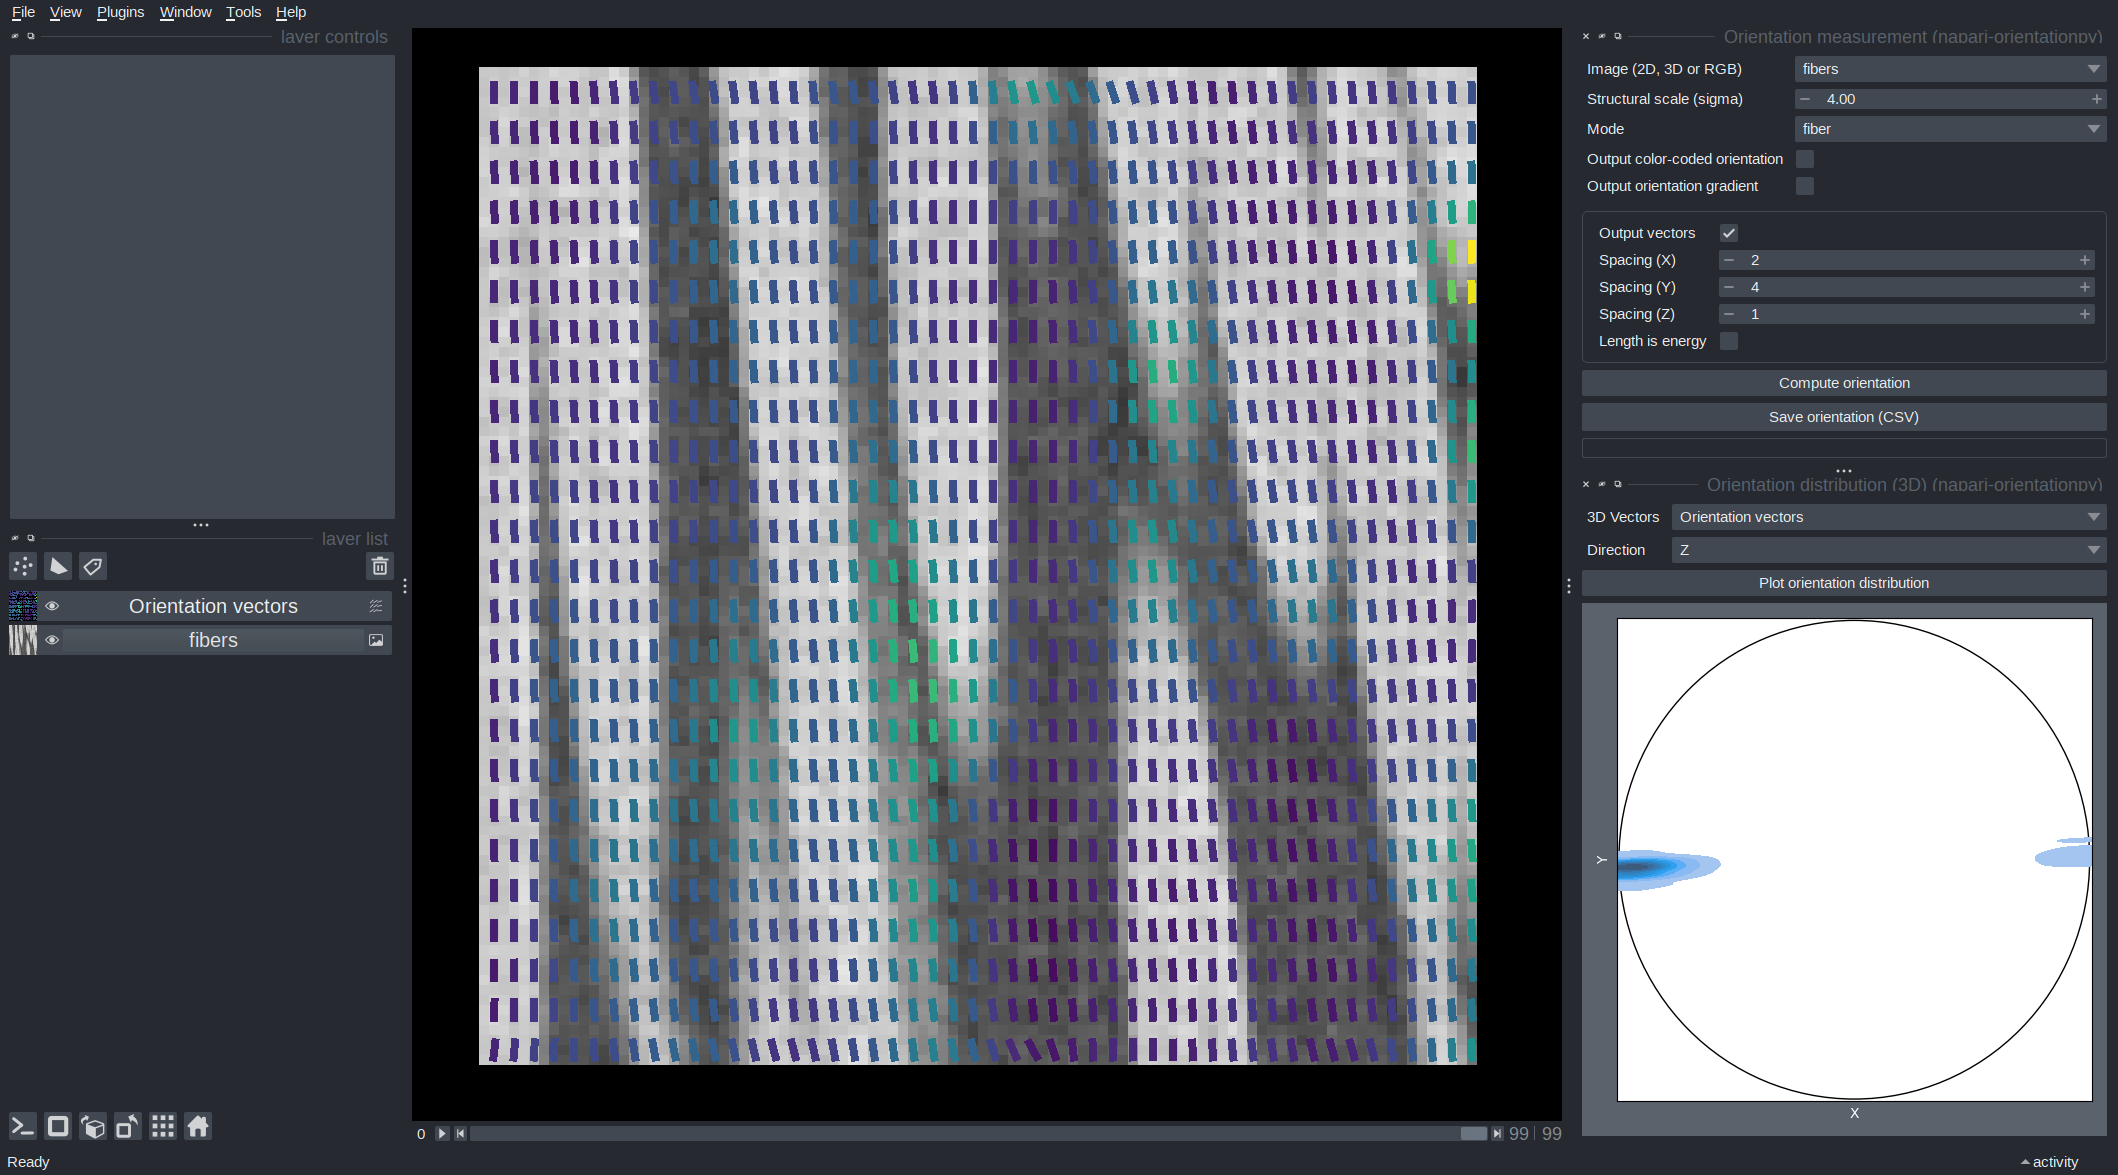 File View Plugins Window Tools Help
layer controls
layer list
Orientation vectors
fibers
0
99 | 99
Ready
Orientation measurement (napari-orientationpy)
Image (2D, 3D or RGB) fibers
Structural scale (sigma) 4.00
Mode fiber
Output color-coded orientation
Output orientation gradient
Output vectors
Spacing (X) 2
Spacing (Y) 4
Spacing (Z) 1
Length is energy
Compute orientation
Save orientation (CSV)
Orientation distribution (3D) (napari-orientationpy)
3D Vectors Orientation vectors
Direction Z
Plot orientation distribution
Y
X
activity